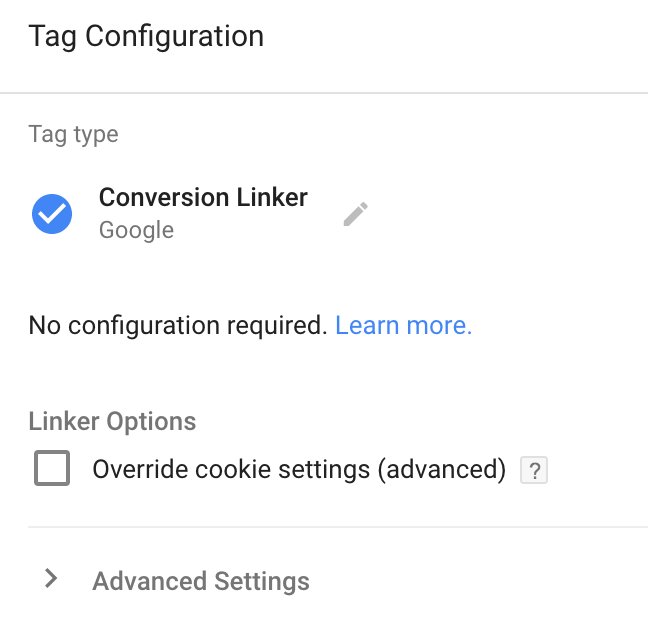 Tag Configuration
Tag type
Conversion Linker
Google
No configuration required. Learn more.
Linker Options
Override cookie settings (advanced) ?
Advanced Settings